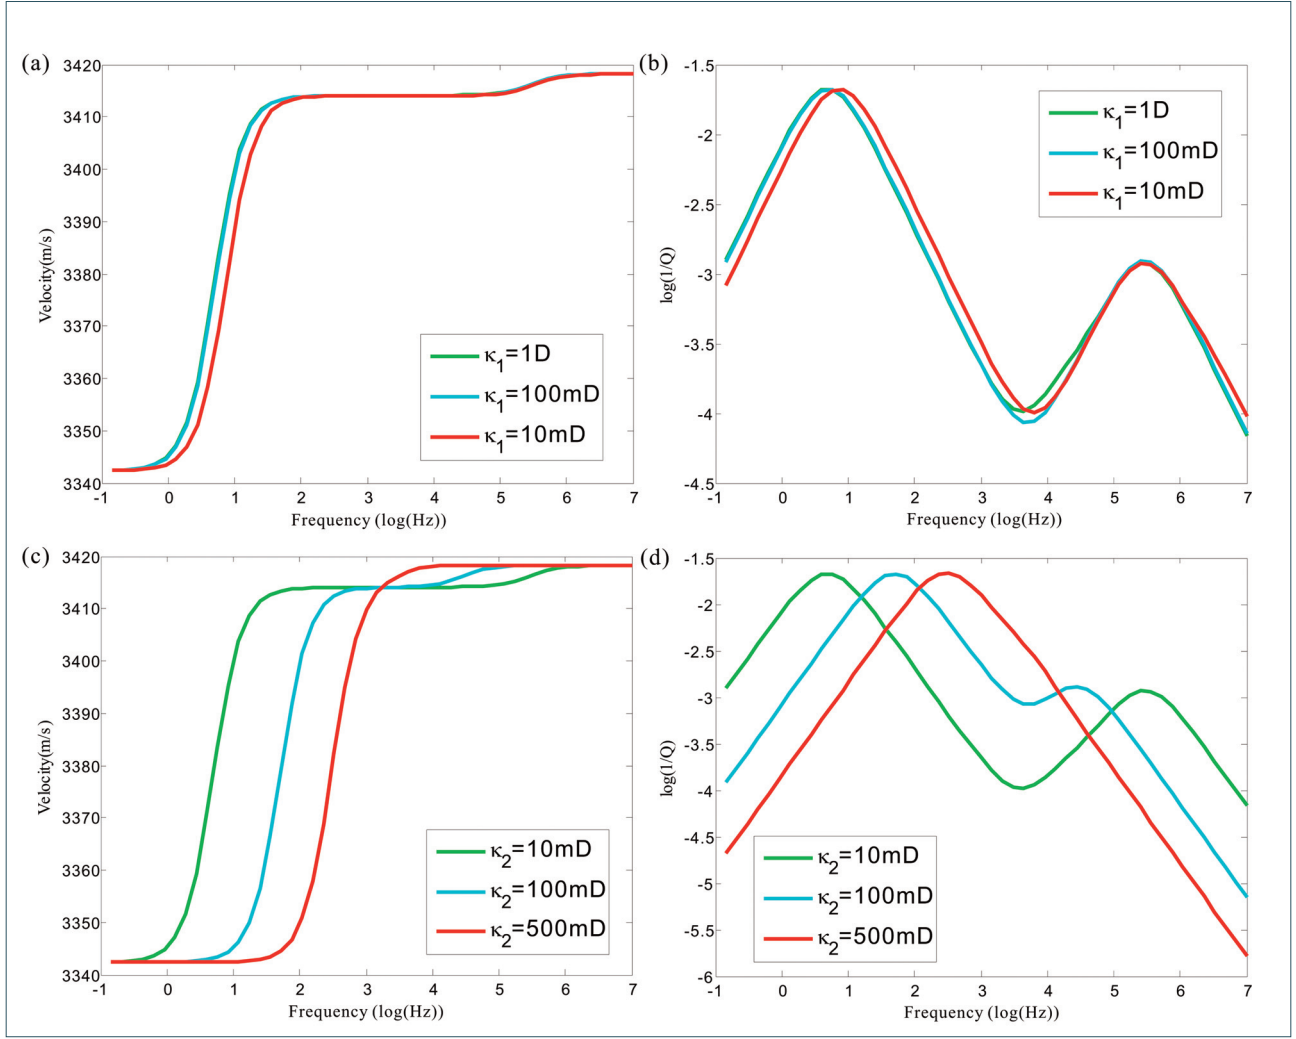 (a)
3420
3410
3400
3390
3380
3370
3360
3350
3340
-1
0
1
2
3
4
5
6
7
Velocity(m/s)
Frequency (log(Hz))
κ1=1D
κ1=100mD
κ1=10mD
(b)
-1.5
-2
-2.5
-3
-3.5
-4
-4.5
-1
0
1
2
3
4
5
6
7
log(1/Q)
Frequency (log(Hz))
κ1=1D
κ1=100mD
κ1=10mD
(c)
3420
3410
3400
3390
3380
3370
3360
3350
3340
-1
0
1
2
3
4
5
6
7
Velocity(m/s)
Frequency (log(Hz))
κ2=10mD
κ2=100mD
κ2=500mD
(d)
-1.5
-2
-2.5
-3
-3.5
-4
-4.5
-5
-5.5
-6
-1
0
1
2
3
4
5
6
7
log(1/Q)
Frequency (log(Hz))
κ2=10mD
κ2=100mD
κ2=500mD